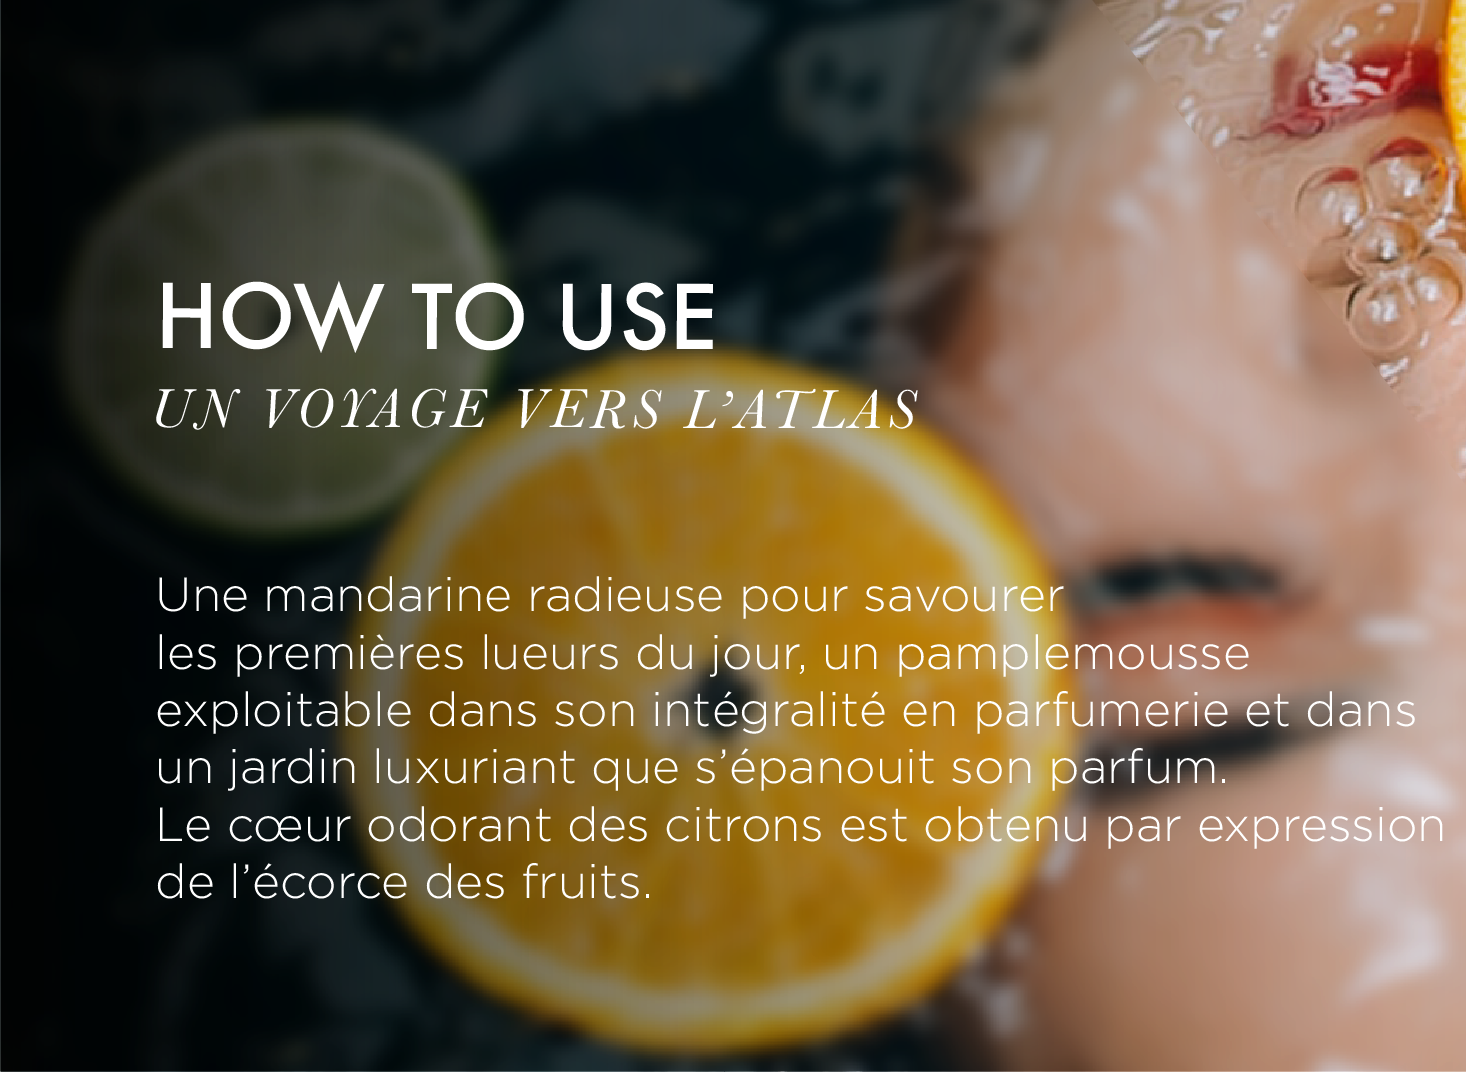 HOW TO USE
UN VOYAGE VERS L’ATLAS
Une mandarine radieuse pour savourer
les premières lueurs du jour, un pamplemousse
exploitable dans son intégralité en parfumerie et dans
un jardin luxuriant que s’épanouit son parfum.
Le cœur odorant des citrons est obtenu par expression
de l’écorce des fruits.